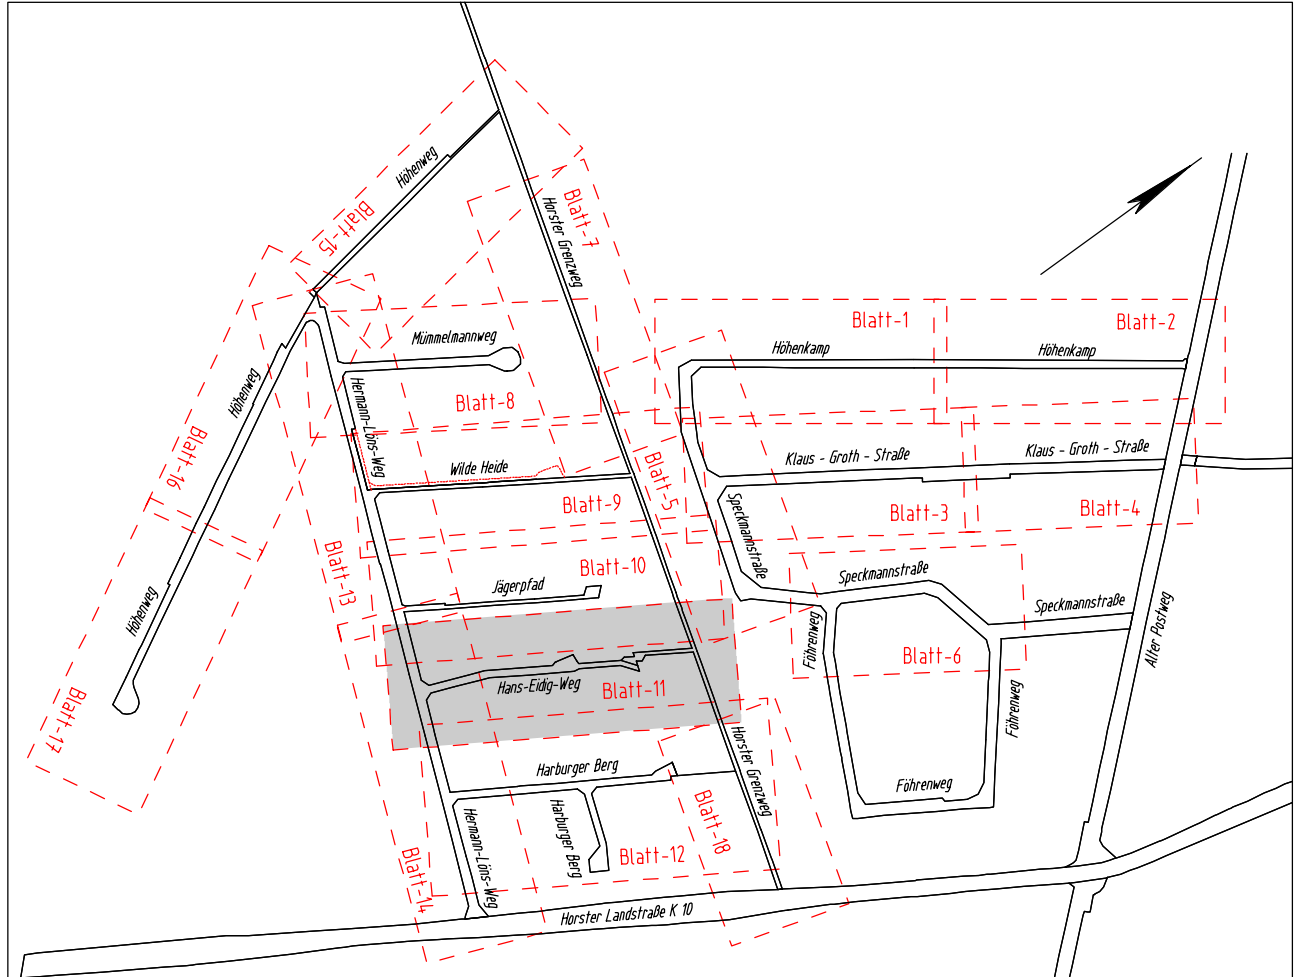 Höhenweg
Blatt-15
Horster Grenzweg
Blatt-7
Mümmelmannweg
Blatt-1
Blatt-2
Höhenkamp
Höhenkamp
Höhenweg
Hermann-Löns-Weg
Blatt-8
Blatt-16
Wilde Heide
Blatt-5
Klaus - Groth - Straße
Klaus - Groth - Straße
Blatt-9
Blatt-3
Blatt-4
Speckmannstraße
Blatt-13
Blatt-10
Jägerpfad
Speckmannstraße
Speckmannstraße
Höhenweg
Föhrenweg
Alter Postweg
Blatt-6
Hans-Eidig-Weg
Blatt-11
Blatt-17
Föhrenweg
Horster Grenzweg
Harburger Berg
Föhrenweg
Blatt-18
Hermann-Löns-Weg
Harburger Berg
Blatt-12
Blatt-14
Horster Landstraße K 10